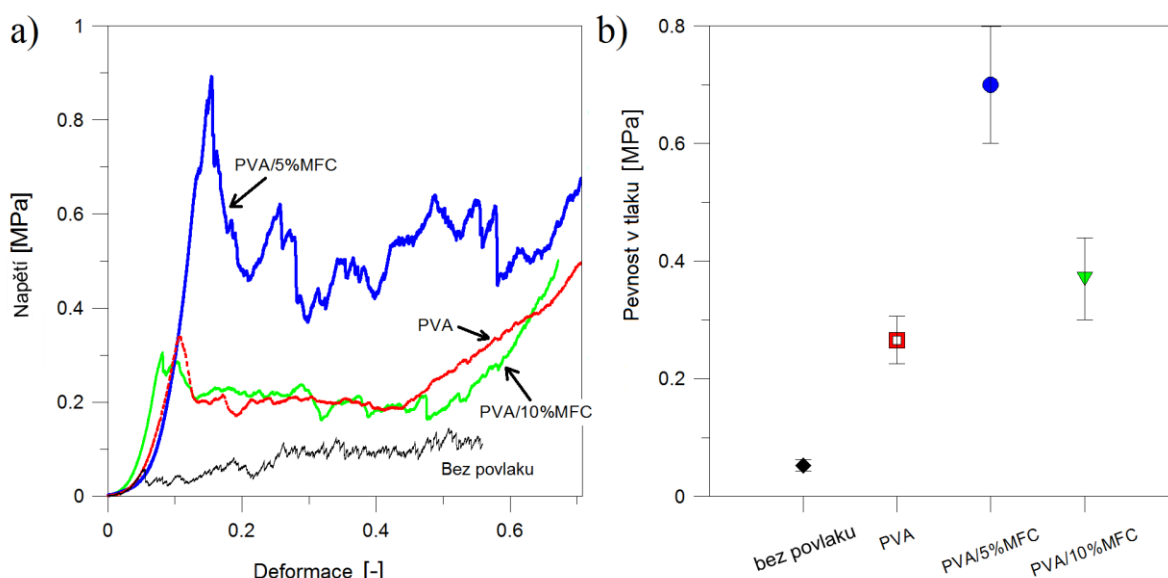 a)
1
0.8
0.6
0.4
0.2
0
Napětí [MPa]
PVA/5%MFC
PVA
PVA/10%MFC
Bez povlaku
0
0.2
0.4
0.6
Deformace [-]
b)
0.8
0.6
0.4
0.2
0
Pevnost v tlaku [MPa]
bez povlaku
PVA
PVA/5%MFC
PVA/10%MFC